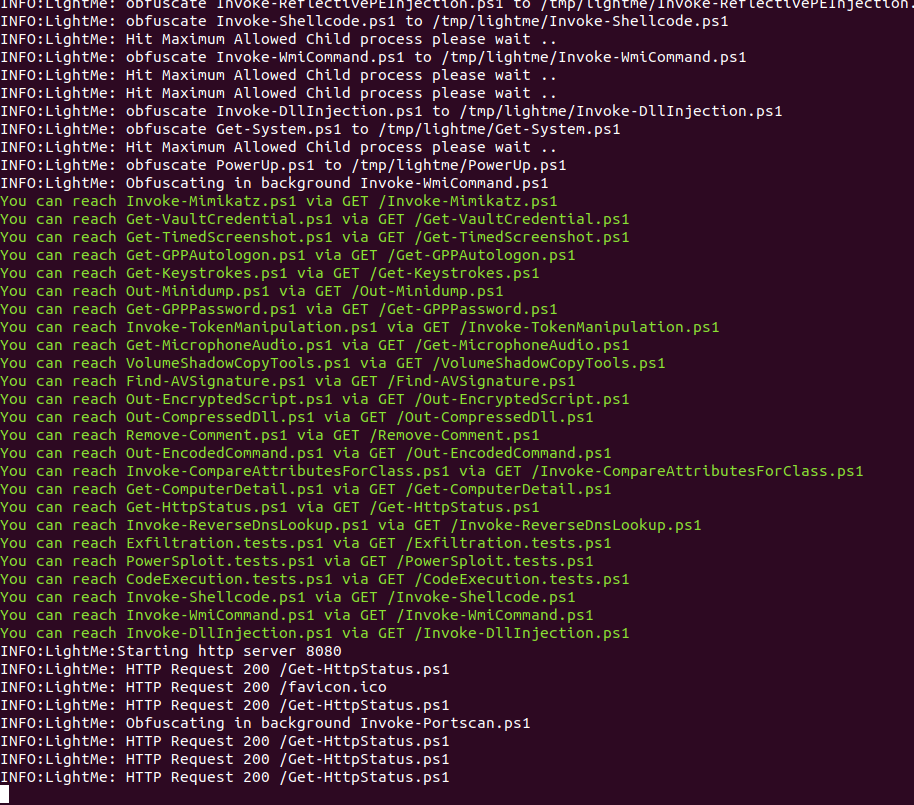 INFO:LightMe: obfuscate Invoke-ReflectivePEInjection.ps1 to /tmp/lightme/Invoke-ReflectivePEInjection.
INFO:LightMe: obfuscate Invoke-Shellcode.ps1 to /tmp/lightme/Invoke-Shellcode.ps1
INFO:LightMe: Hit Maximum Allowed Child process please wait ..
INFO:LightMe: obfuscate Invoke-WmiCommand.ps1 to /tmp/lightme/Invoke-WmiCommand.ps1
INFO:LightMe: Hit Maximum Allowed Child process please wait ..
INFO:LightMe: Hit Maximum Allowed Child process please wait ..
INFO:LightMe: obfuscate Invoke-DllInjection.ps1 to /tmp/lightme/Invoke-DllInjection.ps1
INFO:LightMe: obfuscate Get-System.ps1 to /tmp/lightme/Get-System.ps1
INFO:LightMe: Hit Maximum Allowed Child process please wait ..
INFO:LightMe: obfuscate PowerUp.ps1 to /tmp/lightme/PowerUp.ps1
INFO:LightMe: Obfuscating in background Invoke-WmiCommand.ps1
You can reach Invoke-Mimikatz.ps1 via GET /Invoke-Mimikatz.ps1
You can reach Get-VaultCredential.ps1 via GET /Get-VaultCredential.ps1
You can reach Get-TimedScreenshot.ps1 via GET /Get-TimedScreenshot.ps1
You can reach Get-GPPAutologon.ps1 via GET /Get-GPPAutologon.ps1
You can reach Get-Keystrokes.ps1 via GET /Get-Keystrokes.ps1
You can reach Out-Minidump.ps1 via GET /Out-Minidump.ps1
You can reach Get-GPPPassword.ps1 via GET /Get-GPPPassword.ps1
You can reach Invoke-TokenManipulation.ps1 via GET /Invoke-TokenManipulation.ps1
You can reach Get-MicrophoneAudio.ps1 via GET /Get-MicrophoneAudio.ps1
You can reach VolumeShadowCopyTools.ps1 via GET /VolumeShadowCopyTools.ps1
You can reach Find-AVSignature.ps1 via GET /Find-AVSignature.ps1
You can reach Out-EncryptedScript.ps1 via GET /Out-EncryptedScript.ps1
You can reach Out-CompressedDll.ps1 via GET /Out-CompressedDll.ps1
You can reach Remove-Comment.ps1 via GET /Remove-Comment.ps1
You can reach Out-EncodedCommand.ps1 via GET /Out-EncodedCommand.ps1
You can reach Invoke-CompareAttributesForClass.ps1 via GET /Invoke-CompareAttributesForClass.ps1
You can reach Get-ComputerDetail.ps1 via GET /Get-ComputerDetail.ps1
You can reach Get-HttpStatus.ps1 via GET /Get-HttpStatus.ps1
You can reach Invoke-ReverseDnsLookup.ps1 via GET /Invoke-ReverseDnsLookup.ps1
You can reach Exfiltration.tests.ps1 via GET /Exfiltration.tests.ps1
You can reach PowerSploit.tests.ps1 via GET /PowerSploit.tests.ps1
You can reach CodeExecution.tests.ps1 via GET /CodeExecution.tests.ps1
You can reach Invoke-Shellcode.ps1 via GET /Invoke-Shellcode.ps1
You can reach Invoke-WmiCommand.ps1 via GET /Invoke-WmiCommand.ps1
You can reach Invoke-DllInjection.ps1 via GET /Invoke-DllInjection.ps1
INFO:LightMe:Starting http server 8080
INFO:LightMe: HTTP Request 200 /Get-HttpStatus.ps1
INFO:LightMe: HTTP Request 200 /favicon.ico
INFO:LightMe: HTTP Request 200 /Get-HttpStatus.ps1
INFO:LightMe: Obfuscating in background Invoke-Portscan.ps1
INFO:LightMe: HTTP Request 200 /Get-HttpStatus.ps1
INFO:LightMe: HTTP Request 200 /Get-HttpStatus.ps1
INFO:LightMe: HTTP Request 200 /Get-HttpStatus.ps1